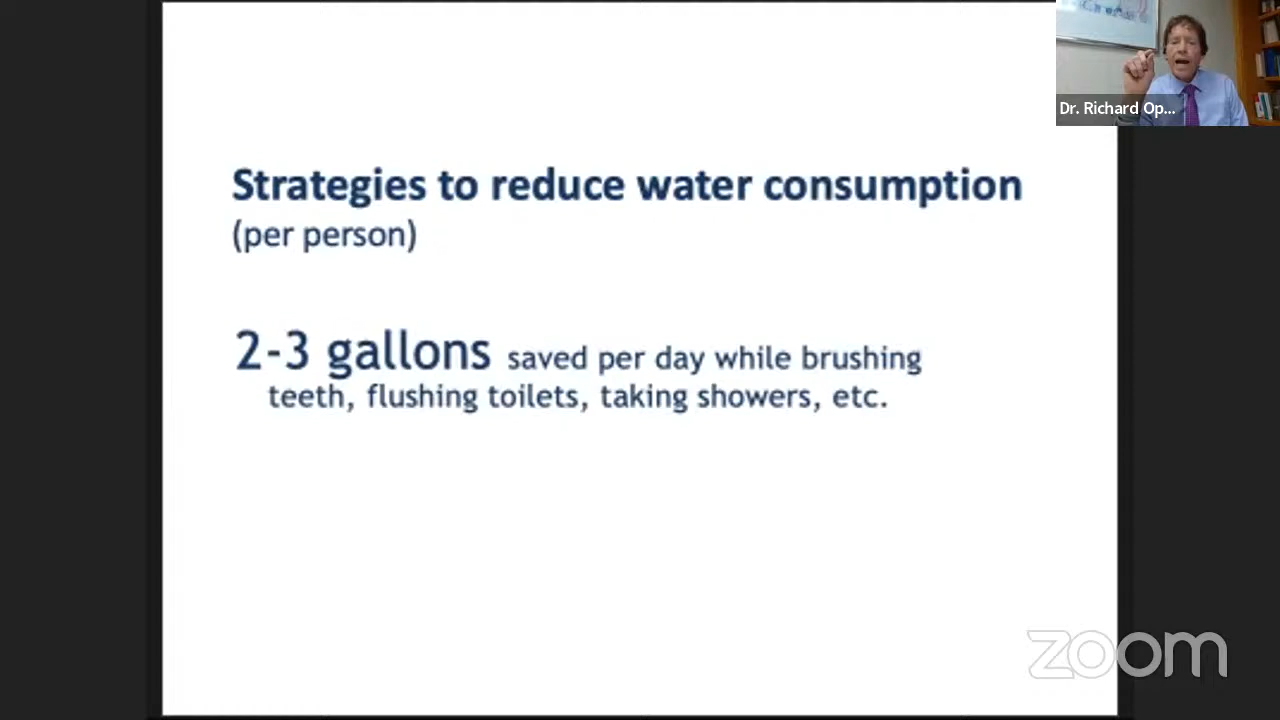 Dr. Richard Op...
Strategies to reduce water consumption
(per person)
2-3 gallons saved per day while brushing
teeth, flushing toilets, taking showers, etc.
zoom